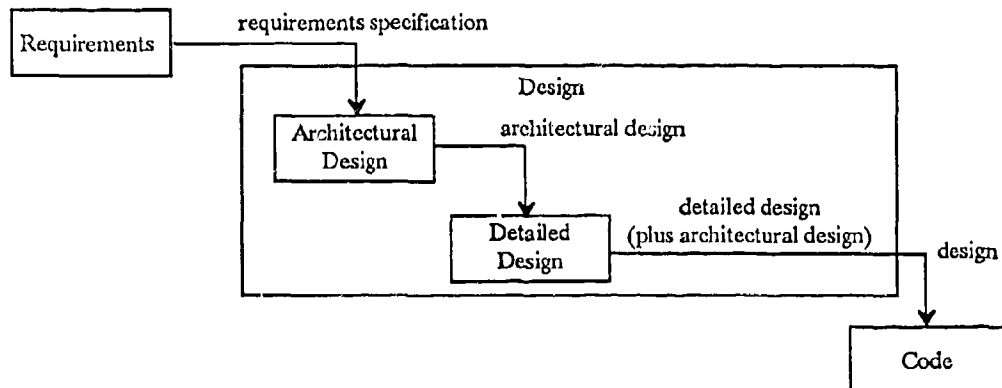 requirements specification
Requirements
Design
Architectural
Design
architectural design
detailed design
(plus architectural design)
Detailed
Design
design
Code